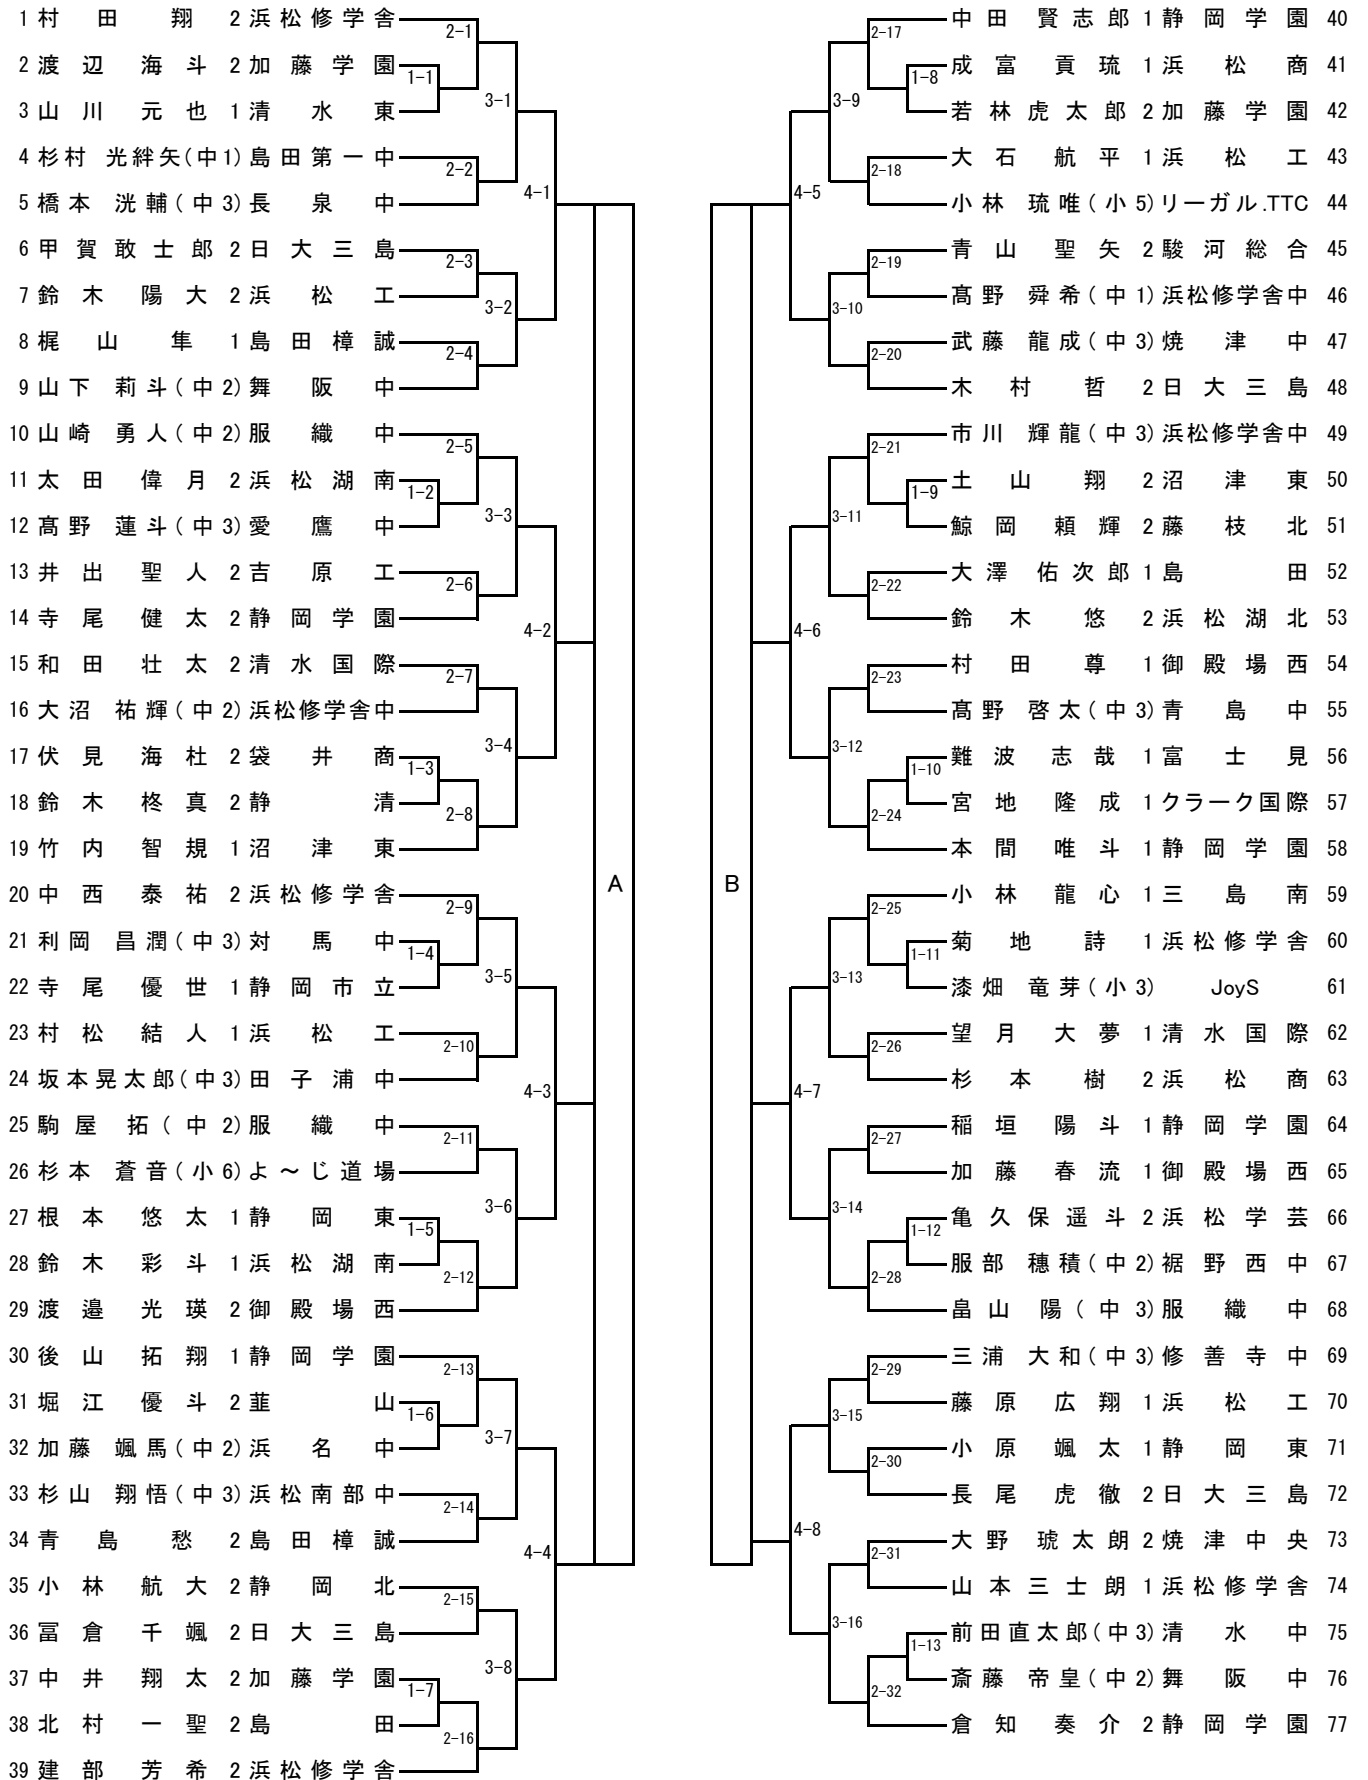 1 村田 翔 2 浜松修学舎
2 渡辺 海斗 2 加藤学園
3 山川 元也 1 清水東
4 杉村 光絆矢(中1) 島田第一中
5 橋本 洸輔(中3) 長泉中
6 甲賀敢士郎 2 日大三島
7 鈴木 陽大 2 浜松工
8 梶山 隼 1 島田樟誠
9 山下 莉斗(中2) 舞阪中
10 山崎 勇人(中2) 服織中
11 太田 偉月 2 浜松湖南
12 髙野 蓮斗(中3) 愛鷹中
13 井出 聖人 2 吉原工
14 寺尾 健太 2 静岡学園
15 和田 壮太 2 清水国際
16 大沼 祐輝(中2) 浜松修学舎中
17 伏見 海杜 2 袋井商
18 鈴木 柊真 2 静清
19 竹内 智規 1 沼津東
20 中西 泰祐 2 浜松修学舎
21 利岡 昌潤(中3) 対馬中
22 寺尾 優世 1 静岡市立
23 村松 結人 1 浜松工
24 坂本晃太郎(中3) 田子浦中
25 駒屋 拓(中2) 服織中
26 杉本 蒼音(小6) よ～じ道場
27 根本 悠太 1 静岡東
28 鈴木 彩斗 1 浜松湖南
29 渡邉 光瑛 2 御殿場西
30 後山 拓翔 1 静岡学園
31 堀江 優斗 2 韮山
32 加藤 颯馬(中2) 浜名中
33 杉山 翔悟(中3) 浜松南部中
34 青島 愁 2 島田樟誠
35 小林 航大 2 静岡北
36 冨倉 千颯 2 日大三島
37 中井 翔太 2 加藤学園
38 北村 一聖 2 島田
39 建部 芳希 2 浜松修学舎
2-1
1-1
3-1
2-2
4-1
2-3
3-2
2-4
2-5
1-2
3-3
2-6
4-2
2-7
3-4
1-3
2-8
2-9
1-4
3-5
2-10
4-3
2-11
3-6
1-5
2-12
2-13
1-6
3-7
2-14
4-4
2-15
3-8
1-7
2-16
A
B
2-17
1-8
3-9
2-18
4-5
2-19
3-10
2-20
2-21
1-9
3-11
2-22
4-6
2-23
3-12
1-10
2-24
2-25
1-11
3-13
2-26
4-7
2-27
3-14
1-12
2-28
2-29
3-15
2-30
4-8
2-31
3-16
1-13
2-32
中田 賢志郎 1 静岡学園 40
成富 貢琉 1 浜松商 41
若林虎太郎 2 加藤学園 42
大石 航平 1 浜松工 43
小林 琉唯(小5) リーガル.TTC 44
青山 聖矢 2 駿河総合 45
髙野 舜希(中1) 浜松修学舎中 46
武藤 龍成(中3) 焼津中 47
木村 哲 2 日大三島 48
市川 輝龍(中3) 浜松修学舎中 49
土山 翔 2 沼津東 50
鯨岡 頼輝 2 藤枝北 51
大澤 佑次郎 1 島田 52
鈴木 悠 2 浜松湖北 53
村田 尊 1 御殿場西 54
髙野 啓太(中3) 青島中 55
難波 志哉 1 富士見 56
宮地 隆成 1 クラーク国際 57
本間 唯斗 1 静岡学園 58
小林 龍心 1 三島南 59
菊地 詩 1 浜松修学舎 60
漆畑 竜芽(小3) JoyS 61
望月 大夢 1 清水国際 62
杉本 樹 2 浜松商 63
稲垣 陽斗 1 静岡学園 64
加藤 春流 1 御殿場西 65
亀久保遥斗 2 浜松学芸 66
服部 穂積(中2) 裾野西中 67
畠山 陽(中3) 服織中 68
三浦 大和(中3) 修善寺中 69
藤原 広翔 1 浜松工 70
小原 颯太 1 静岡東 71
長尾 虎徹 2 日大三島 72
大野 琥太朗 2 焼津中央 73
山本三士朗 1 浜松修学舎 74
前田直太郎(中3) 清水中 75
斎藤 帝皇(中2) 舞阪中 76
倉知 奏介 2 静岡学園 77